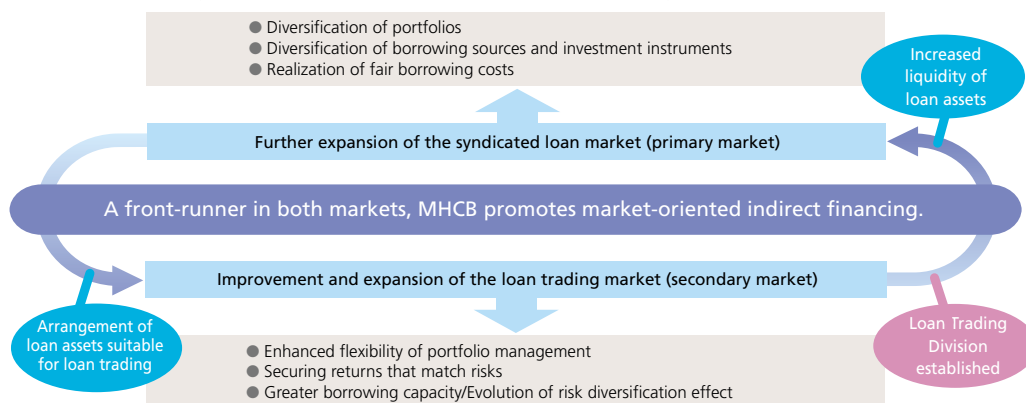 ● Diversification of portfolios
● Diversification of borrowing sources and investment instruments
● Realization of fair borrowing costs
Increased
liquidity of
loan assets
Further expansion of the syndicated loan market (primary market)
A front-runner in both markets, MHCB promotes market-oriented indirect financing.
Improvement and expansion of the loan trading market (secondary market)
Arrangement of
loan assets suitable
for loan trading
Loan Trading
Division
established
● Enhanced flexibility of portfolio management
● Securing returns that match risks
● Greater borrowing capacity/Evolution of risk diversification effect